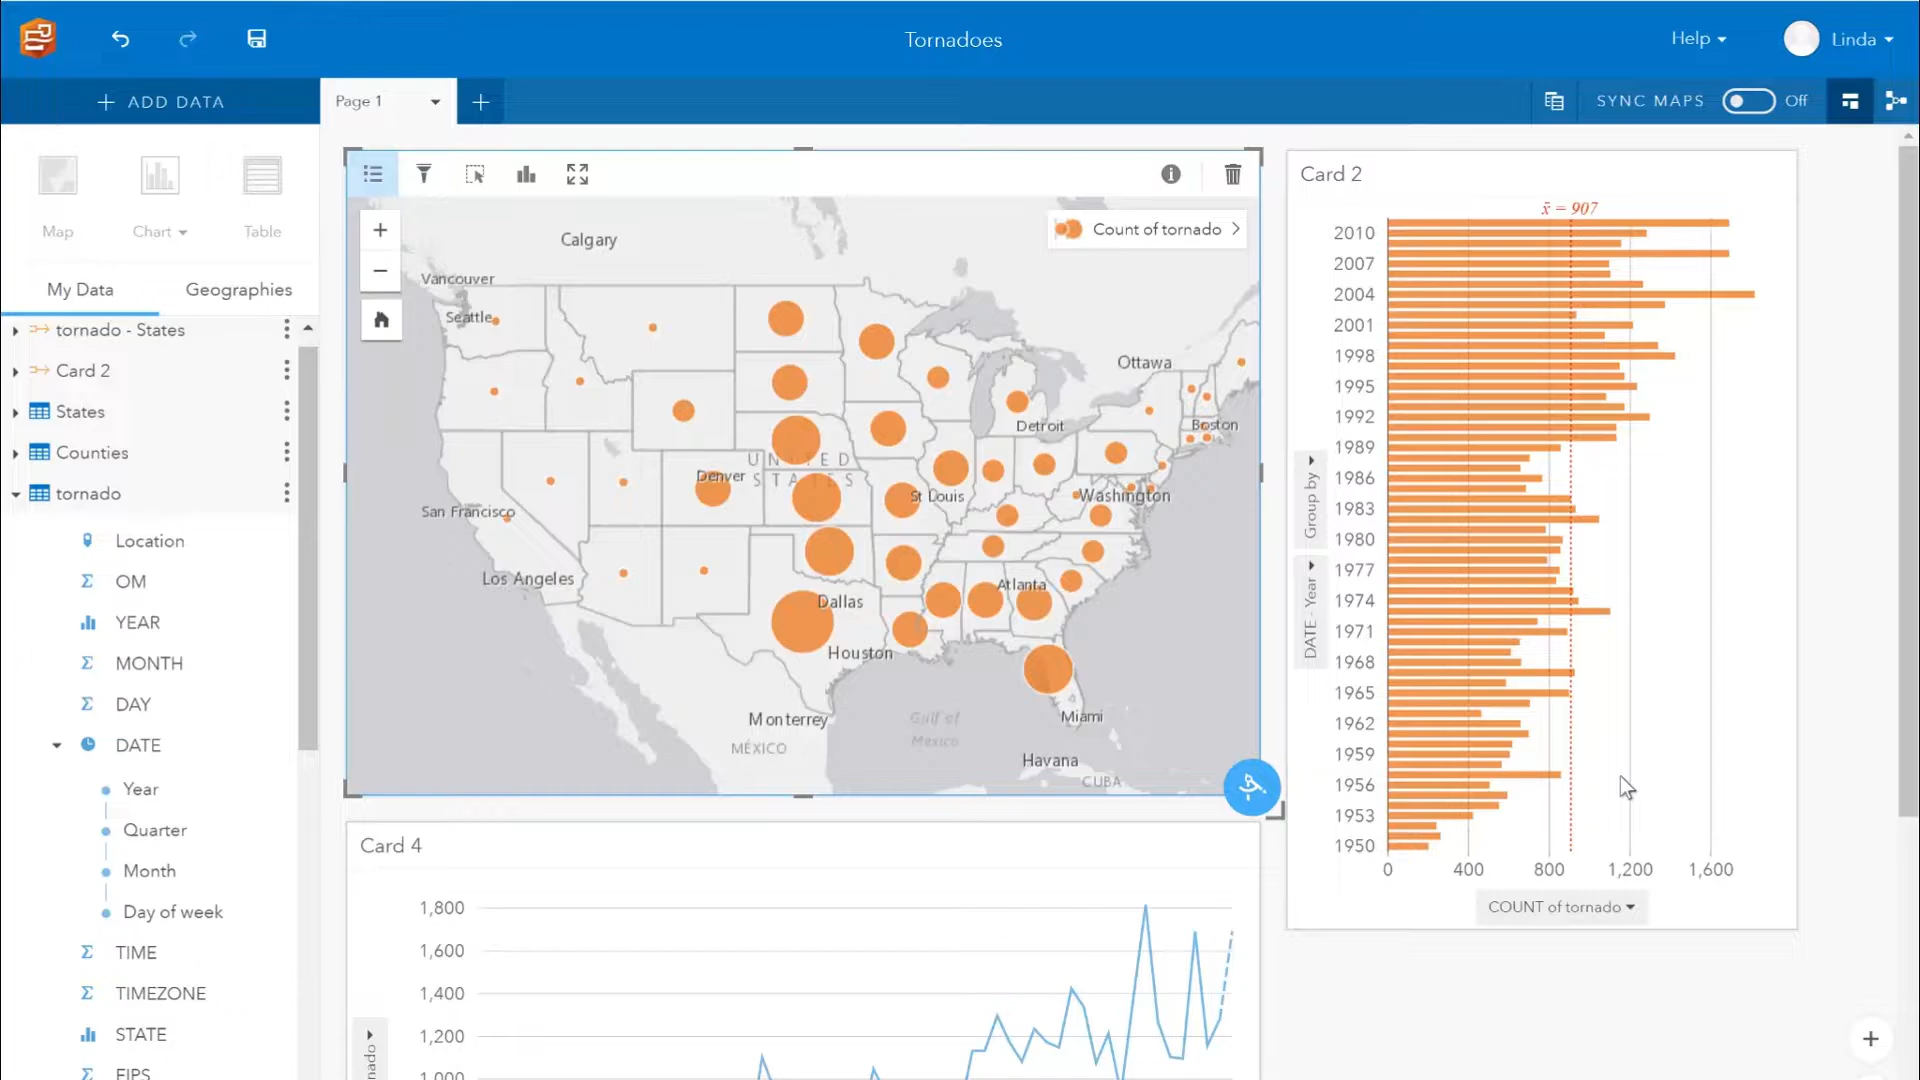 Tornadoes
Help
Linda
ADD DATA
Page 1
SYNC MAPS
Off
Map
Chart
Table
My Data
Geographies
tornado - States
Card 2
States
Counties
tornado
Location
OM
YEAR
MONTH
DAY
DATE
Year
Quarter
Month
Day of week
TIME
TIMEZONE
STATE
FIPS
Count of tornado
Calgary
Vancouver
Seattle
Ottawa
Detroit
Boston
UNITED
STATES
Denver
St Louis
Washington
San Francisco
Los Angeles
Atlanta
Dallas
Houston
Monterrey
MÉXICO
Gulf of
Mexico
Miami
Havana
CUBA
Card 2
x̄ = 907
2010
2007
2004
2001
1998
1995
1992
1989
1986
1983
1980
1977
1974
1971
1968
1965
1962
1959
1956
1953
1950
0 400 800 1,200 1,600
Group by
DATE - Year
COUNT of tornado
Card 4
1,800
1,600
1,400
1,200
1,000
nado